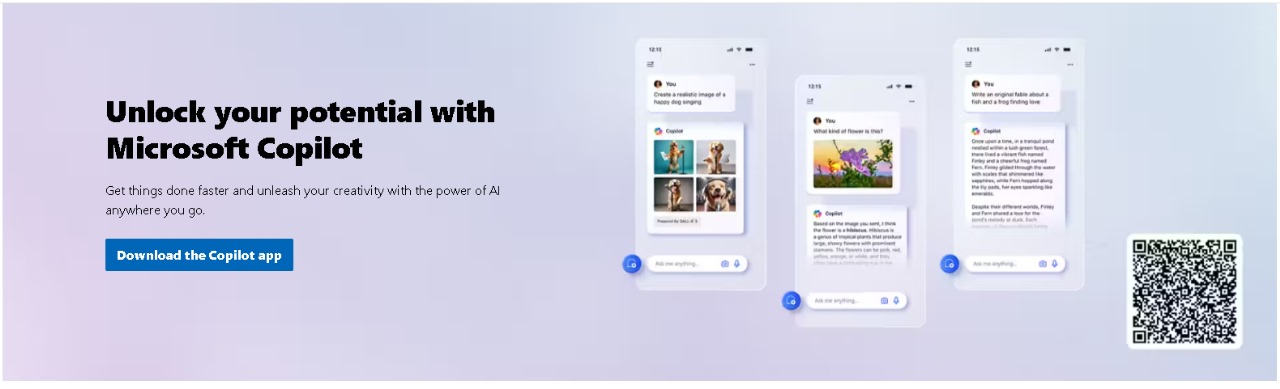 Unlock your potential with
Microsoft Copilot
Get things done faster and unleash your creativity with the power of AI
anywhere you go.
Download the Copilot app
12:15
You
Create a realistic image of a
happy dog singing
Copilot
Powered by DALL·E 3
Ask me anything...
12:15
You
What kind of flower is this?
Copilot
Based on the image you sent, I think
the flower is a hibiscus. Hibiscus is
a genus of tropical plants that produce
large, showy flowers with prominent
stamens. The flowers can be pink, red,
yellow, orange, or white, and they
Ask me anything...
12:15
You
Write an original fable about a
fish and a frog finding love
Copilot
Once upon a time, in a tranquil pond
nestled within a lush green forest,
there lived a vibrant fish named
Finley and a cheerful frog named
Fern. Finley glided through the water
with scales that shimmered like
sapphires, while Fern hopped along
the lily pads, her eyes sparkling like
emeralds.
Despite their different worlds, Finley
and Fern shared a love for the
pond's melody at dusk. Each
Ask me anything...